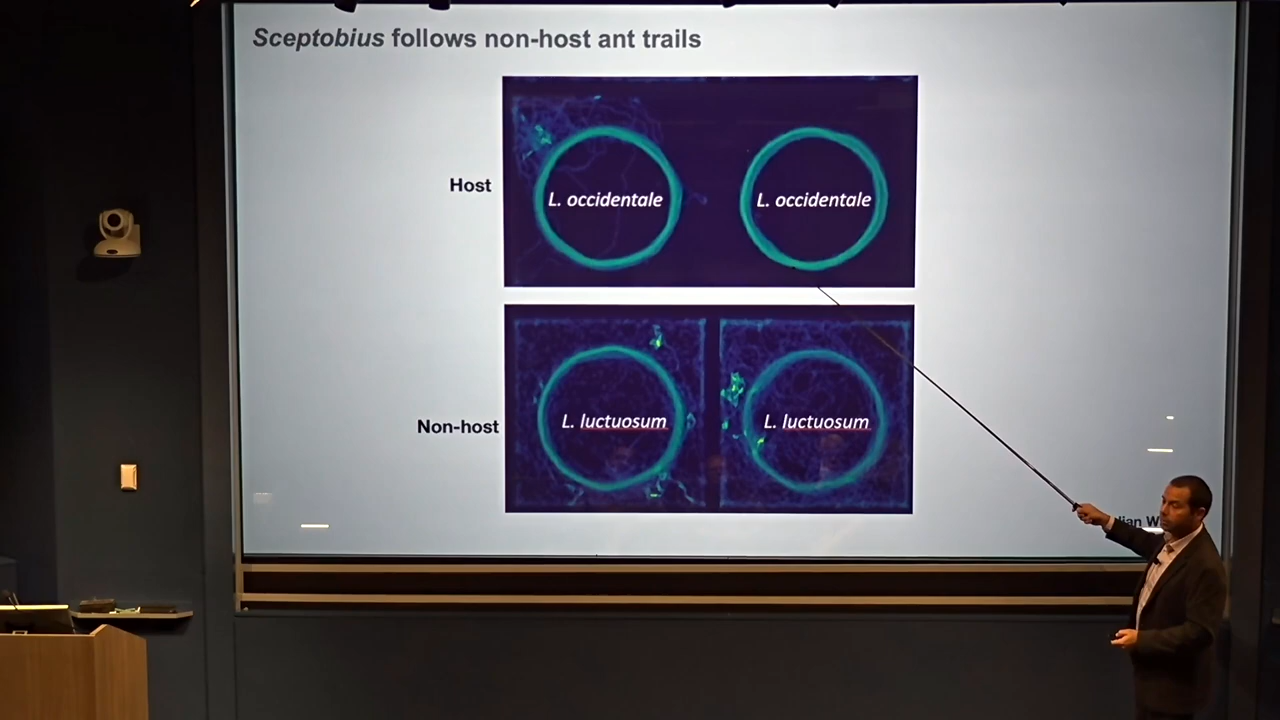 Sceptobius follows non-host ant trails
Host
L. occidentale
L. occidentale
Non-host
L. luctuosum
L. luctuosum